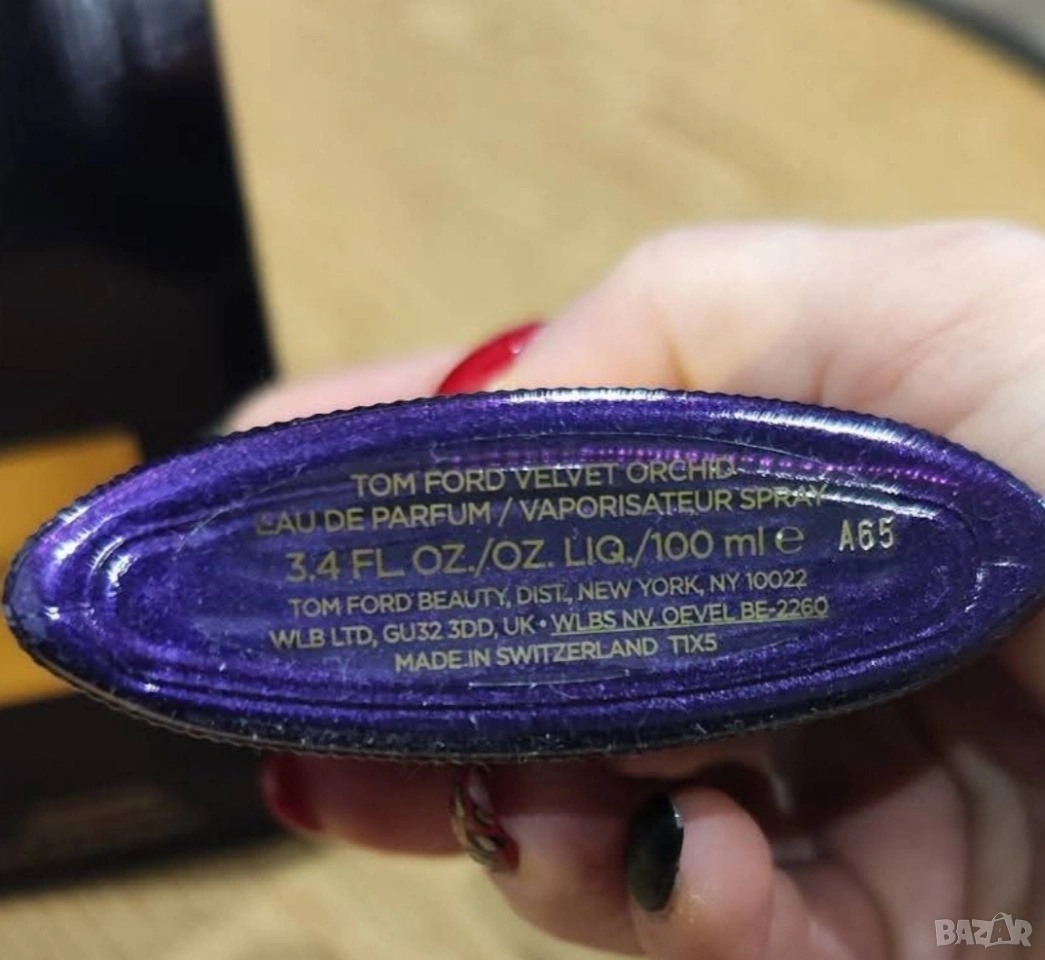 TOM FORD VELVET ORCHID
EAU DE PARFUM / VAPORISATEUR SPRAY
3.4 FL. OZ./OZ. LIQ./100 ml ℮ A65
TOM FORD BEAUTY, DIST., NEW YORK, NY 10022
WLB LTD, GU32 3DD, UK • WLBS NV. OEVEL BE-2260
MADE IN SWITZERLAND T1X5
BAZAR